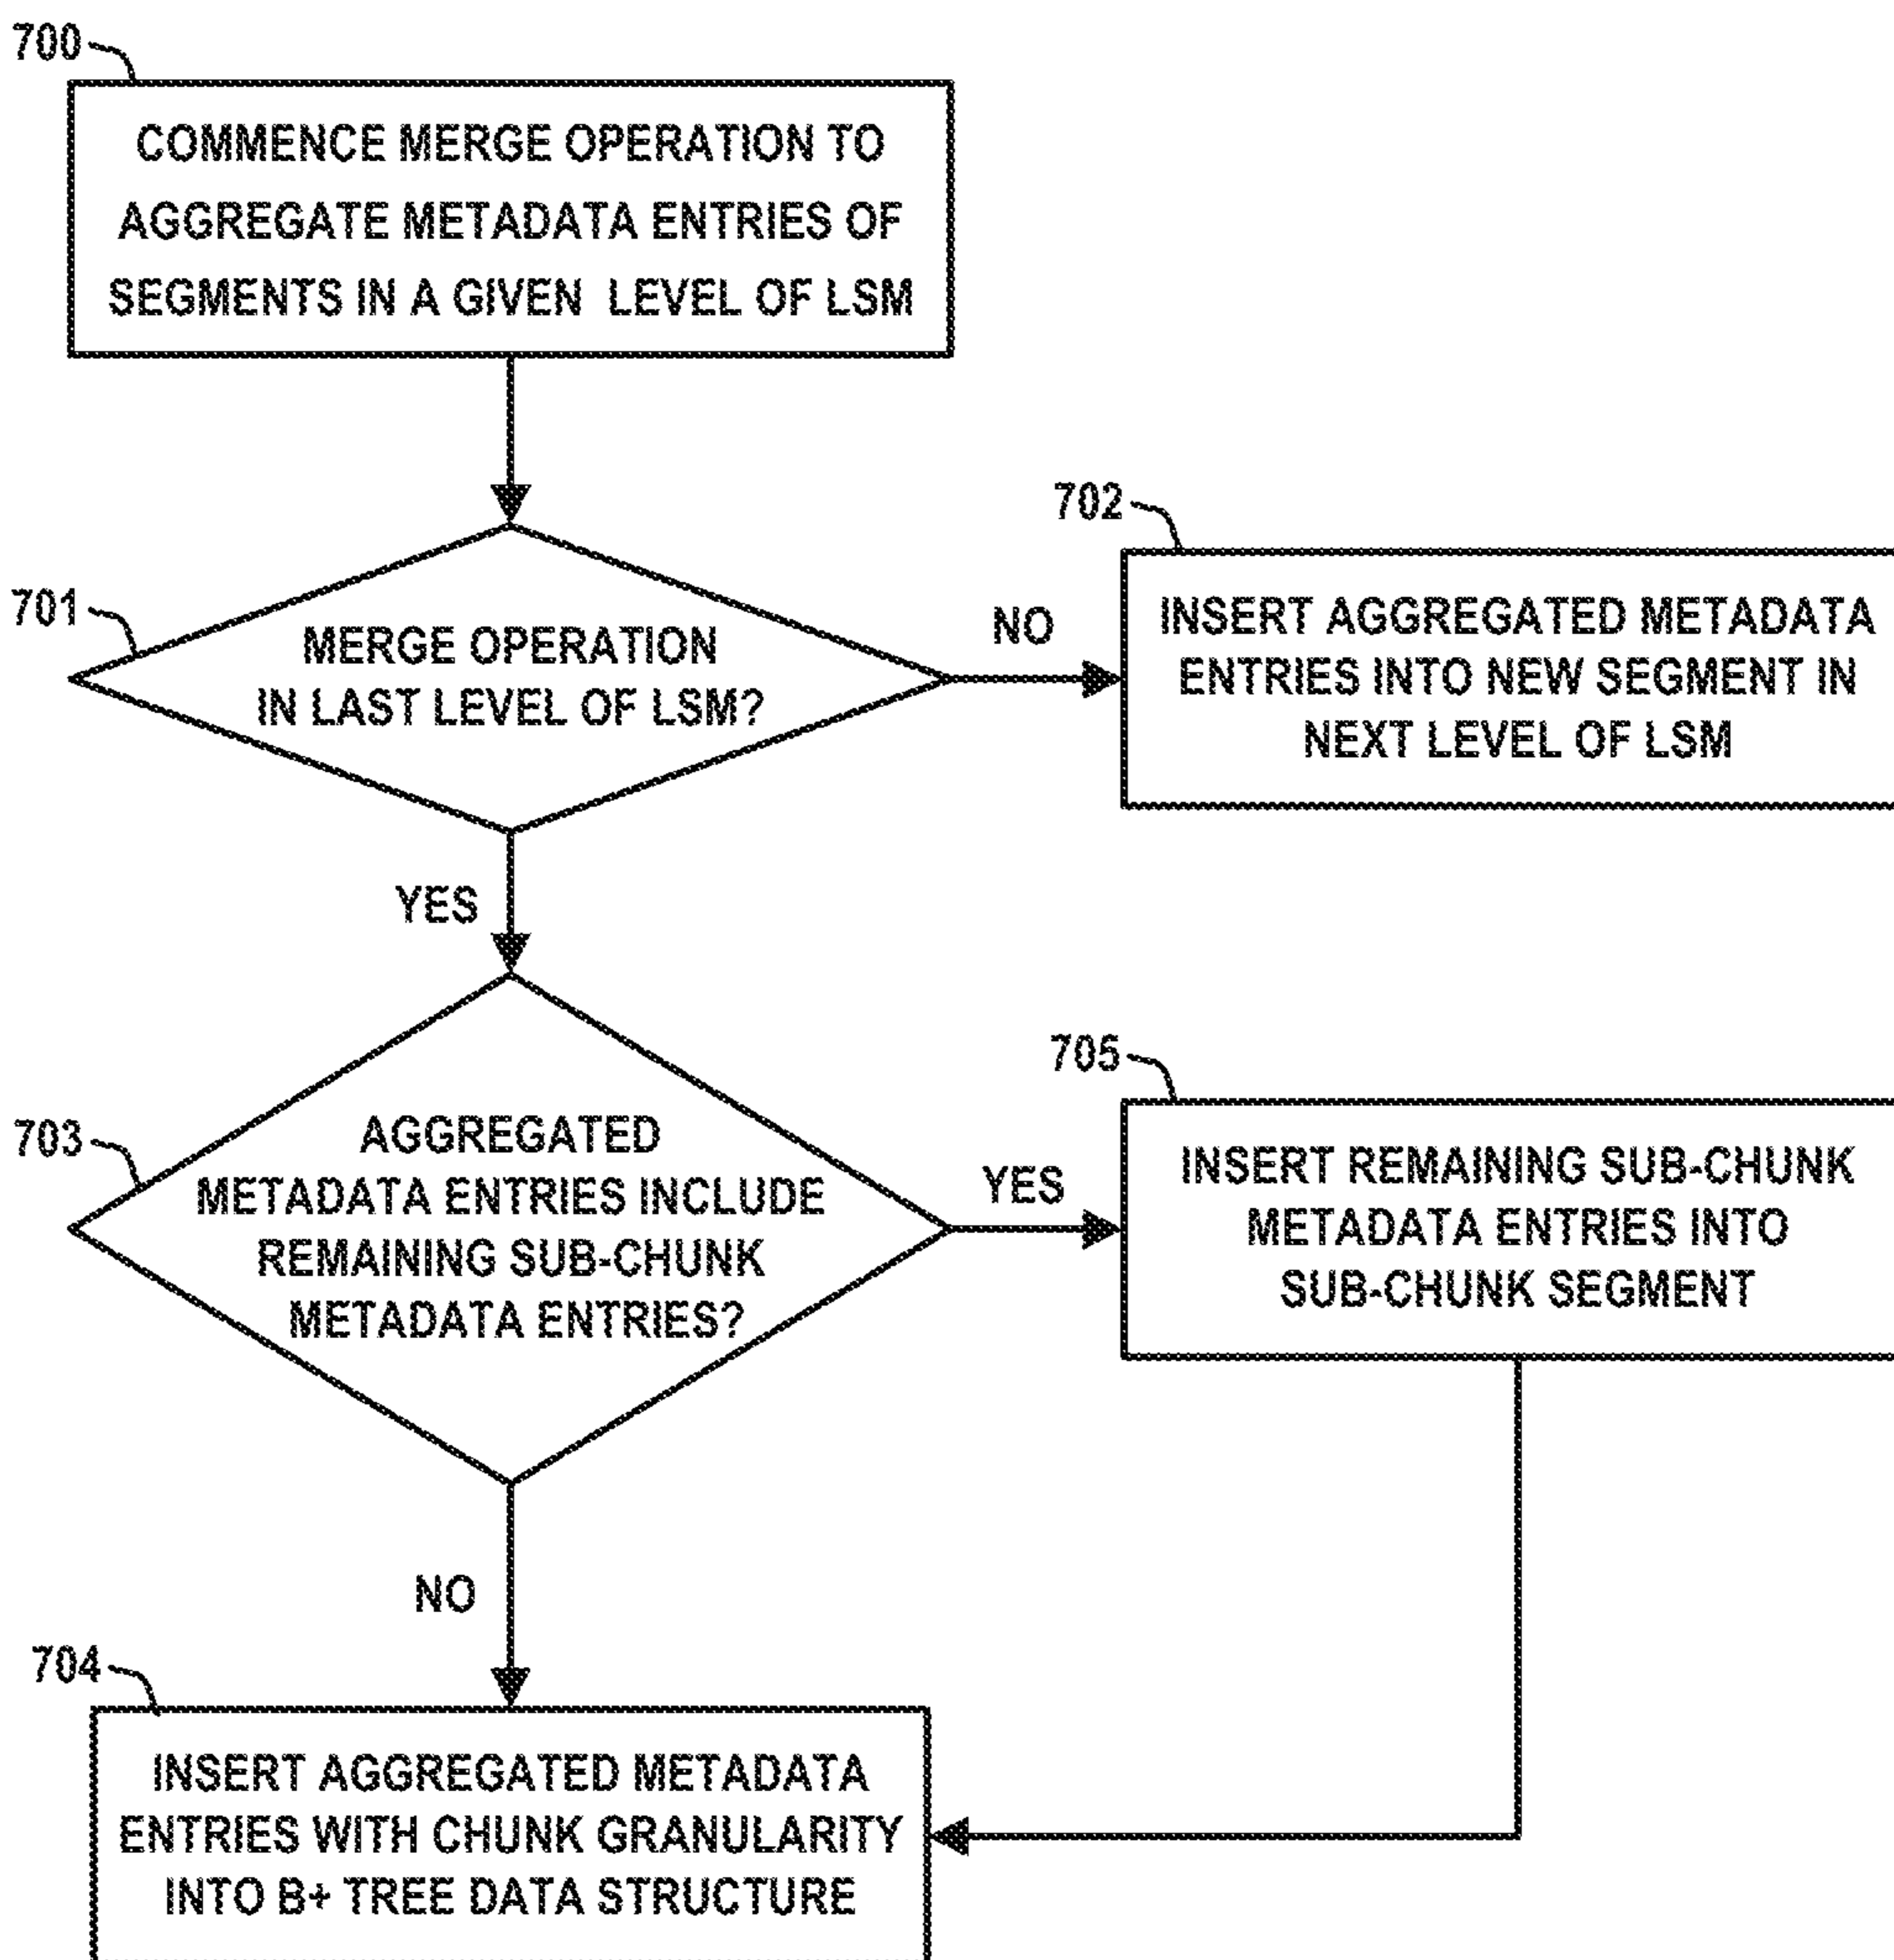 700
COMMENCE MERGE OPERATION TO
AGGREGATE METADATA ENTRIES OF
SEGMENTS IN A GIVEN LEVEL OF LSM
701
MERGE OPERATION
IN LAST LEVEL OF LSM?
NO
702
INSERT AGGREGATED METADATA
ENTRIES INTO NEW SEGMENT IN
NEXT LEVEL OF LSM
YES
703
AGGREGATED
METADATA ENTRIES INCLUDE
REMAINING SUB-CHUNK
METADATA ENTRIES?
YES
705
INSERT REMAINING SUB-CHUNK
METADATA ENTRIES INTO
SUB-CHUNK SEGMENT
NO
704
INSERT AGGREGATED METADATA
ENTRIES WITH CHUNK GRANULARITY
INTO B+ TREE DATA STRUCTURE